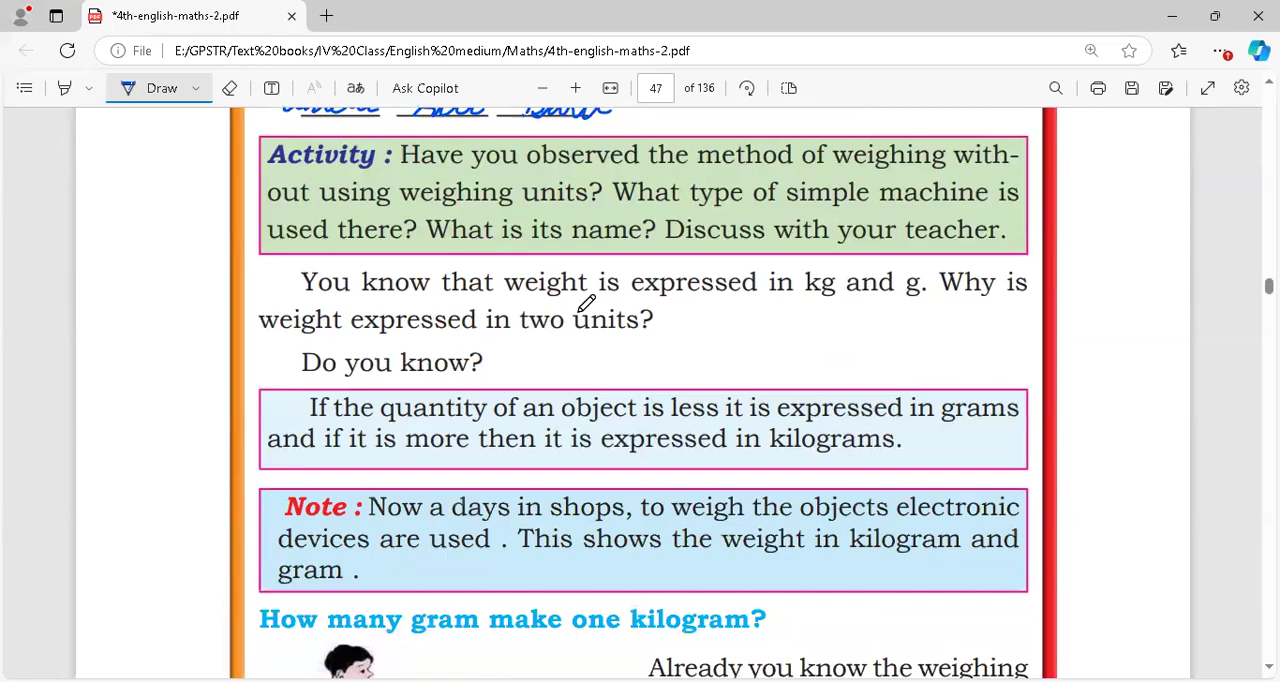 *4th-english-maths-2.pdf
File E:/GPSTR/Text%20books/IV%20Class/English%20medium/Maths/4th-english-maths-2.pdf
Draw aあ Ask Copilot 47 of 136
Activity : Have you observed the method of weighing with-
out using weighing units? What type of simple machine is
used there? What is its name? Discuss with your teacher.
You know that weight is expressed in kg and g. Why is
weight expressed in two units?
Do you know?
If the quantity of an object is less it is expressed in grams
and if it is more then it is expressed in kilograms.
Note : Now a days in shops, to weigh the objects electronic
devices are used . This shows the weight in kilogram and
gram .
How many gram make one kilogram?
Already you know the weighing